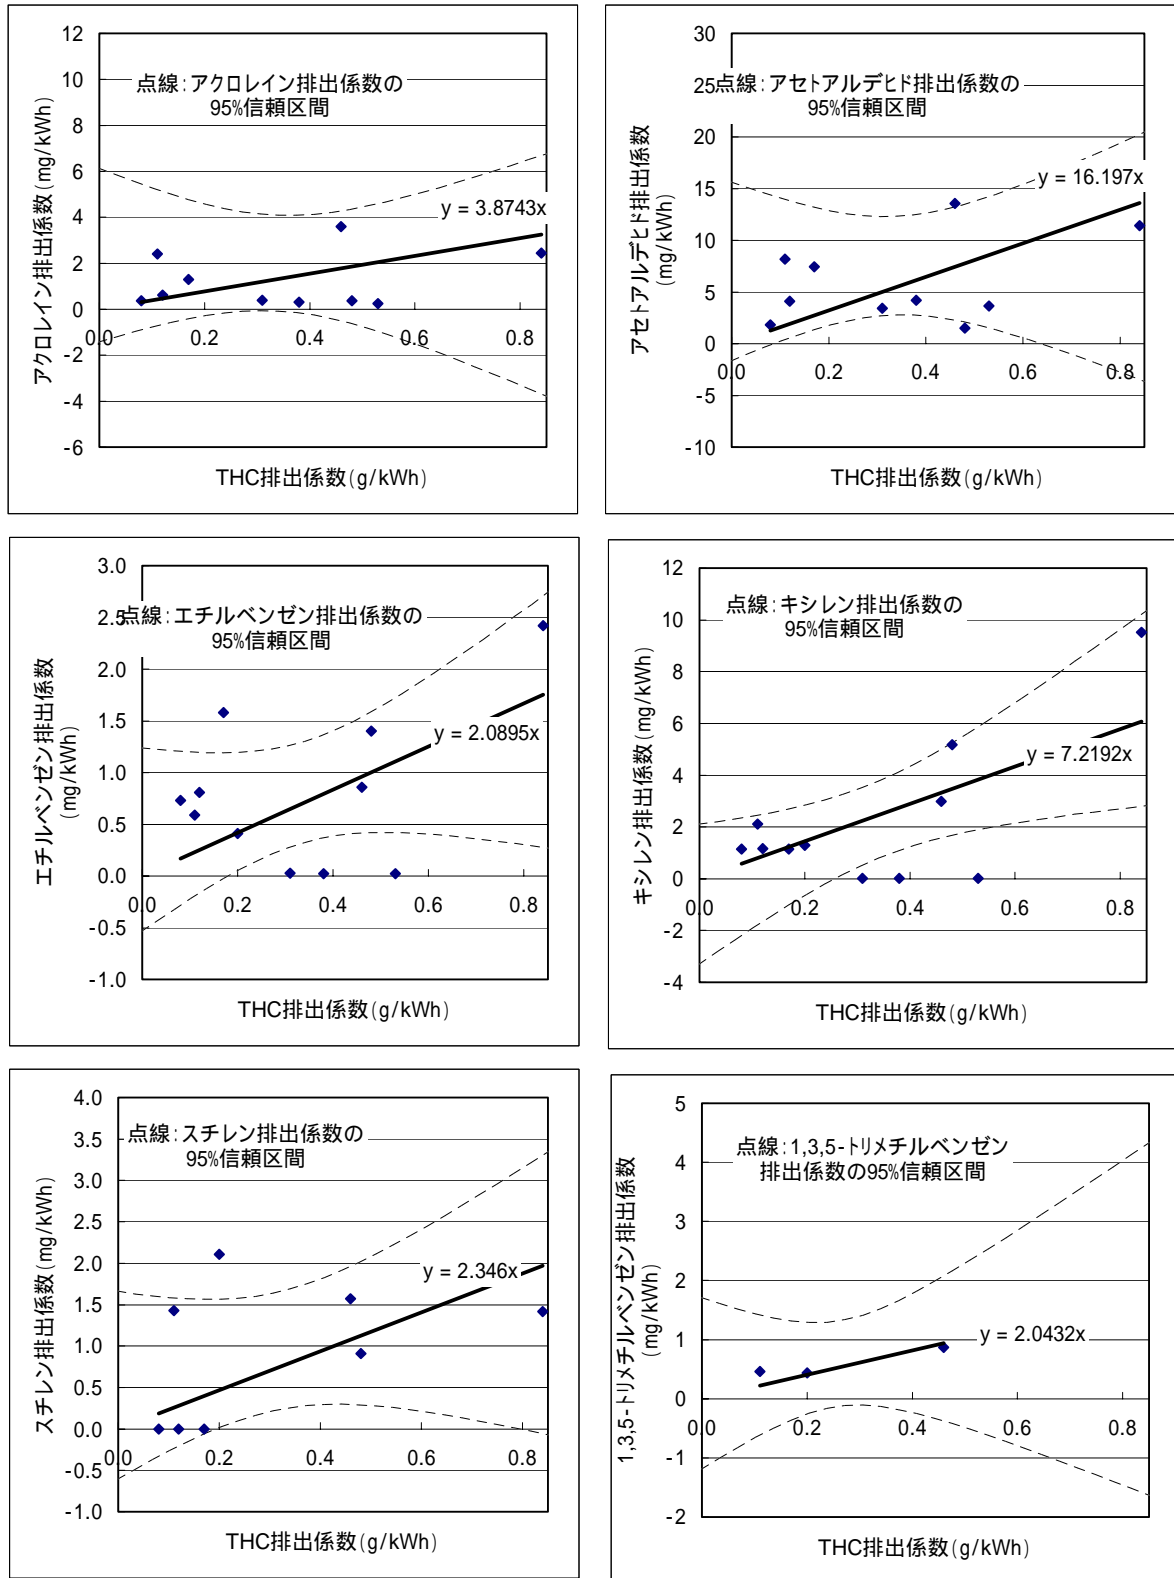 12
10
8
6
4
2
0
-2
-4
-6
点線:アクロレイン排出係数の
95%信頼区間
y = 3.8743x
0.0 0.2 0.4 0.6 0.8
アクロレイン排出係数(mg/kWh)
THC排出係数(g/kWh)
30
25
20
15
10
5
0
-5
-10
点線:アセトアルデヒド排出係数の
95%信頼区間
y = 16.197x
0.0 0.2 0.4 0.6 0.8
アセトアルデヒド排出係数
(mg/kWh)
THC排出係数(g/kWh)
3.0
2.5
2.0
1.5
1.0
0.5
0.0
-0.5
-1.0
点線:エチルベンゼン排出係数の
95%信頼区間
y = 2.0895x
0.0 0.2 0.4 0.6 0.8
エチルベンゼン排出係数
(mg/kWh)
THC排出係数(g/kWh)
12
10
8
6
4
2
0
-2
-4
点線:キシレン排出係数の
95%信頼区間
y = 7.2192x
0.0 0.2 0.4 0.6 0.8
キシレン排出係数(mg/kWh)
THC排出係数(g/kWh)
4.0
3.5
3.0
2.5
2.0
1.5
1.0
0.5
0.0
-0.5
-1.0
点線:スチレン排出係数の
95%信頼区間
y = 2.346x
0.0 0.2 0.4 0.6 0.8
スチレン排出係数(mg/kWh)
THC排出係数(g/kWh)
5
4
3
2
1
0
-1
-2
点線:1,3,5-トリメチルベンゼン
排出係数の95%信頼区間
y = 2.0432x
0.0 0.2 0.4 0.6 0.8
1,3,5-トリメチルベンゼン排出係数
(mg/kWh)
THC排出係数(g/kWh)